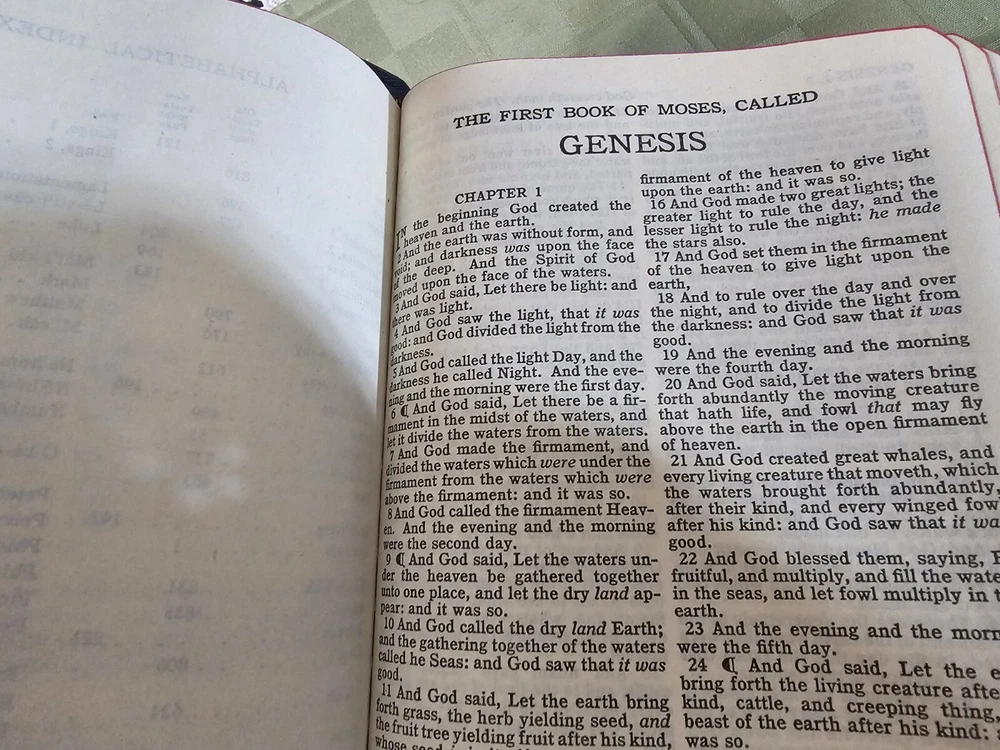 THE FIRST BOOK OF MOSES, CALLED
GENESIS
CHAPTER 1
IN the beginning God created the
heaven and the earth.
2 And the earth was without form, and
void; and darkness was upon the face
of the deep. And the Spirit of God
moved upon the face of the waters.
3 And God said, Let there be light: and
there was light.
4 And God saw the light, that it was
good: and God divided the light from the
darkness.
5 And God called the light Day, and the
darkness he called Night. And the eve-
ning and the morning were the first day.
6 ¶ And God said, Let there be a fir-
mament in the midst of the waters, and
let it divide the waters from the waters.
7 And God made the firmament, and
divided the waters which were under the
firmament from the waters which were
above the firmament: and it was so.
8 And God called the firmament Heav-
en. And the evening and the morning
were the second day.
9 ¶ And God said, Let the waters un-
der the heaven be gathered together
unto one place, and let the dry land ap-
pear: and it was so.
10 And God called the dry land Earth;
and the gathering together of the waters
called he Seas: and God saw that it was
good.
11 And God said, Let the earth bring
forth grass, the herb yielding seed, and
the fruit tree yielding fruit after his kind,
whose seed is
firmament of the heaven to give light
upon the earth: and it was so.
16 And God made two great lights; the
greater light to rule the day, and the
lesser light to rule the night: he made
the stars also.
17 And God set them in the firmament
of the heaven to give light upon the
earth,
18 And to rule over the day and over
the night, and to divide the light from
the darkness: and God saw that it was
good.
19 And the evening and the morning
were the fourth day.
20 And God said, Let the waters bring
forth abundantly the moving creature
that hath life, and fowl that may fly
above the earth in the open firmament
of heaven.
21 And God created great whales, and
every living creature that moveth, which
the waters brought forth abundantly,
after their kind, and every winged fow
after his kind: and God saw that it wa
good.
22 And God blessed them, saying,
fruitful, and multiply, and fill the wate
in the seas, and let fowl multiply in t
earth.
23 And the evening and the morn
were the fifth day.
24 ¶ And God said, Let the e
bring forth the living creature afte
kind, cattle, and creeping thing,
beast of the earth after his kind:
was so.